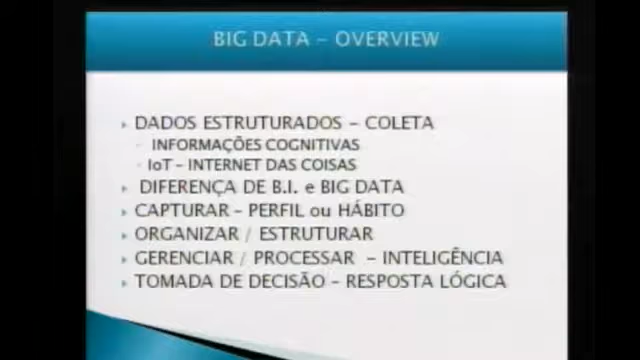 BIG DATA – OVERVIEW
DADOS ESTRUTURADOS – COLETA
INFORMAÇÕES COGNITIVAS
IoT – INTERNET DAS COISAS
DIFERENÇA DE B.I. e BIG DATA
CAPTURAR – PERFIL ou HÁBITO
ORGANIZAR / ESTRUTURAR
GERENCIAR / PROCESSAR – INTELIGÊNCIA
TOMADA DE DECISÃO – RESPOSTA LÓGICA